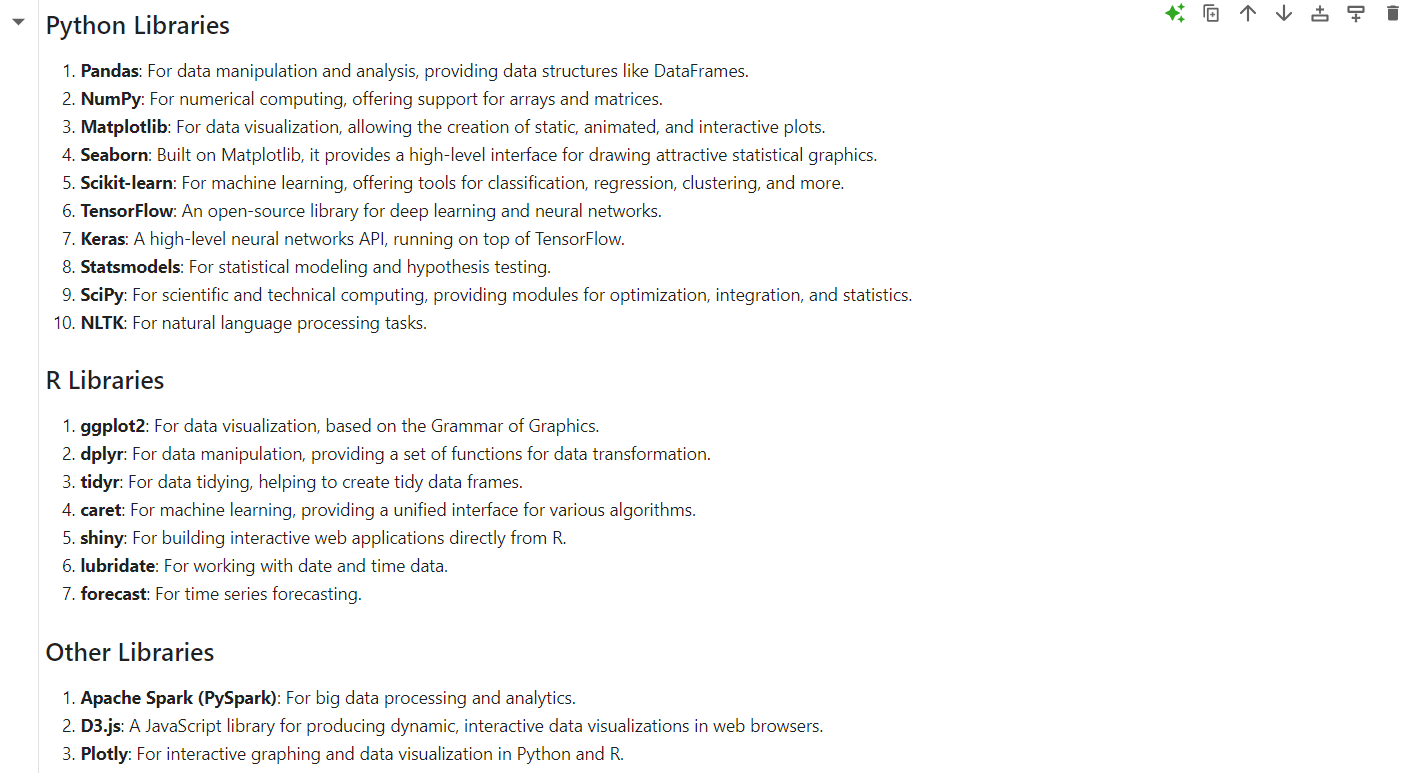 Python Libraries
1. Pandas: For data manipulation and analysis, providing data structures like DataFrames.
2. NumPy: For numerical computing, offering support for arrays and matrices.
3. Matplotlib: For data visualization, allowing the creation of static, animated, and interactive plots.
4. Seaborn: Built on Matplotlib, it provides a high-level interface for drawing attractive statistical graphics.
5. Scikit-learn: For machine learning, offering tools for classification, regression, clustering, and more.
6. TensorFlow: An open-source library for deep learning and neural networks.
7. Keras: A high-level neural networks API, running on top of TensorFlow.
8. Statsmodels: For statistical modeling and hypothesis testing.
9. SciPy: For scientific and technical computing, providing modules for optimization, integration, and statistics.
10. NLTK: For natural language processing tasks.
R Libraries
1. ggplot2: For data visualization, based on the Grammar of Graphics.
2. dplyr: For data manipulation, providing a set of functions for data transformation.
3. tidyr: For data tidying, helping to create tidy data frames.
4. caret: For machine learning, providing a unified interface for various algorithms.
5. shiny: For building interactive web applications directly from R.
6. lubridate: For working with date and time data.
7. forecast: For time series forecasting.
Other Libraries
1. Apache Spark (PySpark): For big data processing and analytics.
2. D3.js: A JavaScript library for producing dynamic, interactive data visualizations in web browsers.
3. Plotly: For interactive graphing and data visualization in Python and R.